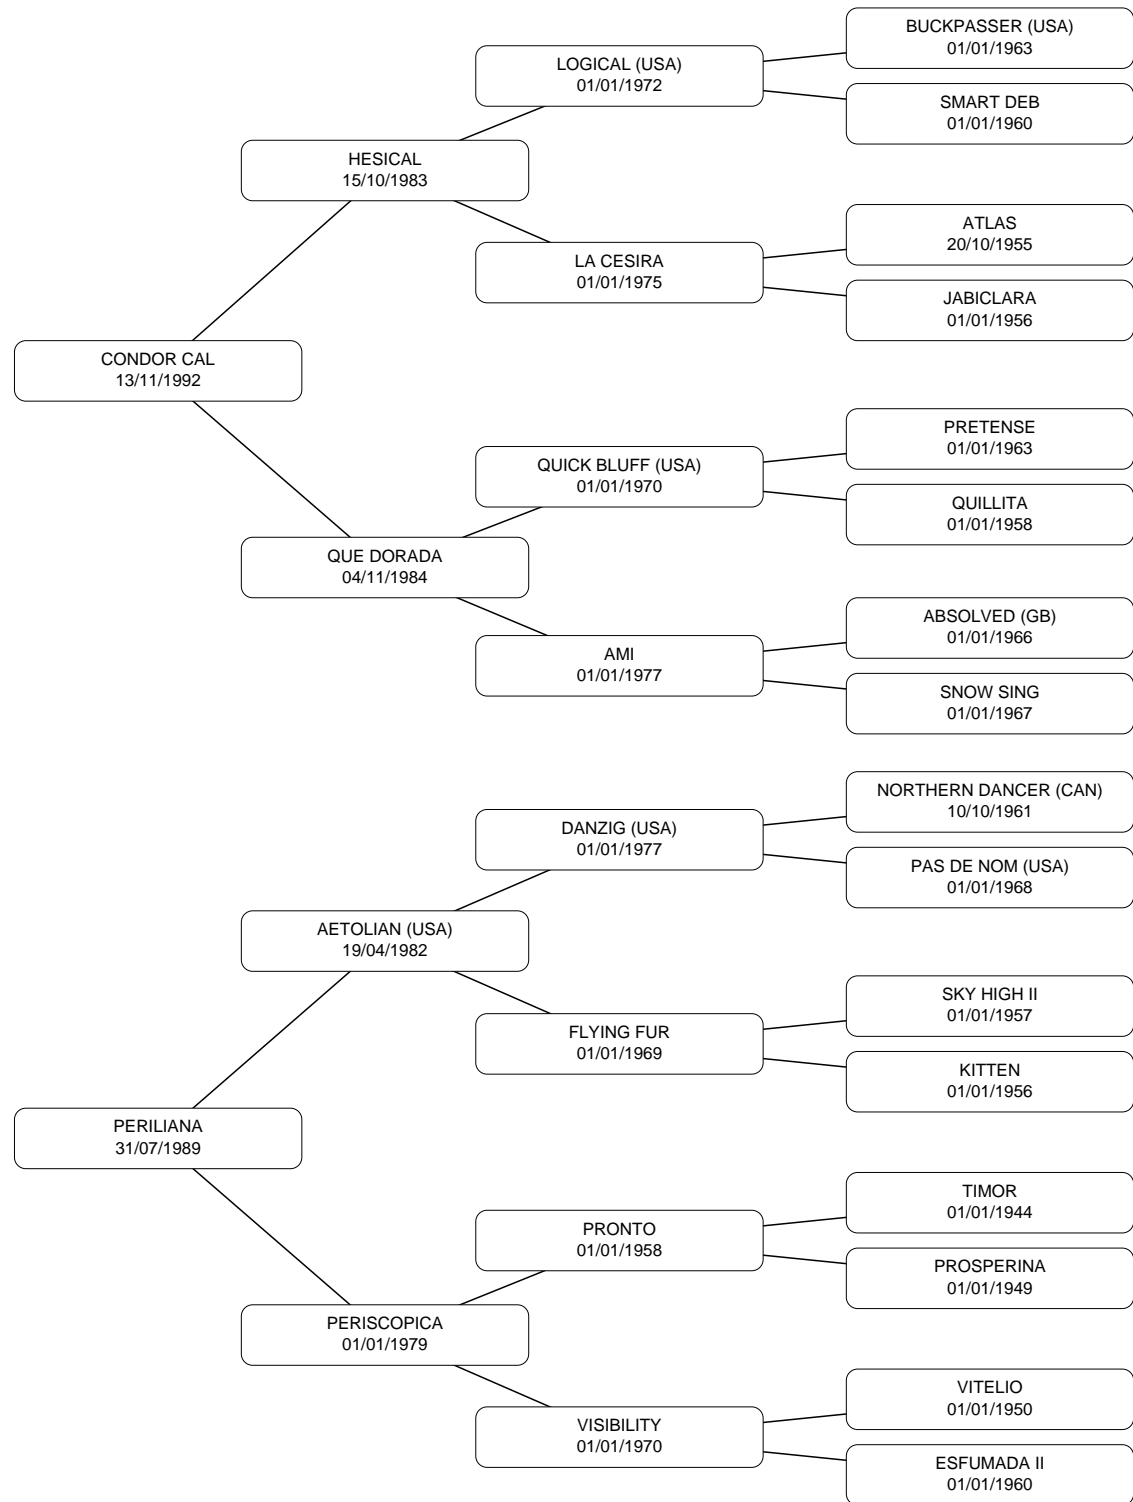 BUCKPASSER (USA)
01/01/1963
LOGICAL (USA)
01/01/1972
SMART DEB
01/01/1960
HESICAL
15/10/1983
ATLAS
20/10/1955
LA CESIRA
01/01/1975
JABICLARA
01/01/1956
CONDOR CAL
13/11/1992
PRETENSE
01/01/1963
QUICK BLUFF (USA)
01/01/1970
QUILLITA
01/01/1958
QUE DORADA
04/11/1984
ABSOLVED (GB)
01/01/1966
AMI
01/01/1977
SNOW SING
01/01/1967
NORTHERN DANCER (CAN)
10/10/1961
DANZIG (USA)
01/01/1977
PAS DE NOM (USA)
01/01/1968
AETOLIAN (USA)
19/04/1982
SKY HIGH II
01/01/1957
FLYING FUR
01/01/1969
KITTEN
01/01/1956
PERILIANA
31/07/1989
TIMOR
01/01/1944
PRONTO
01/01/1958
PROSPERINA
01/01/1949
PERISCOPICA
01/01/1979
VITELIO
01/01/1950
VISIBILITY
01/01/1970
ESFUMADA II
01/01/1960